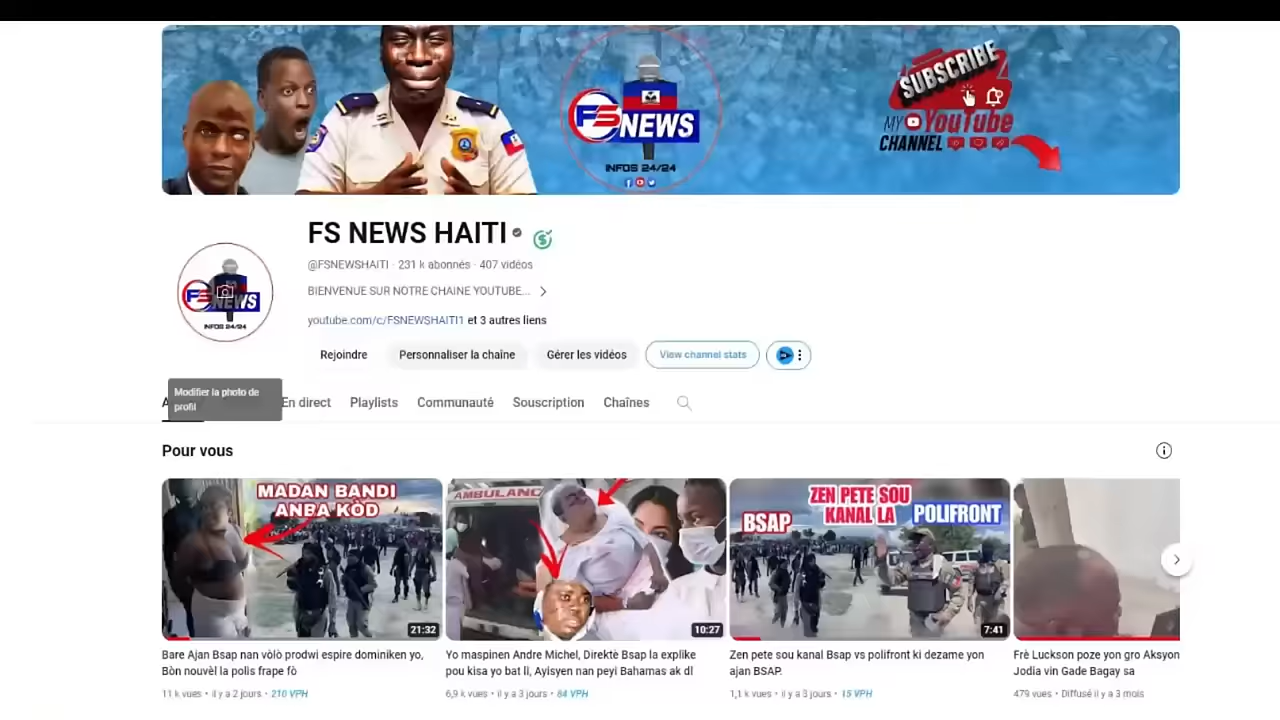 SUBSCRIBE
MY YouTube
CHANNEL
FS NEWS
INFOS 24/24
FS NEWS HAITI
@FSNEWSHAITI · 231 k abonnés · 407 vidéos
BIENVENUE SUR NOTRE CHAINE YOUTUBE...
youtube.com/c/FSNEWSHAITI1 et 3 autres liens
FS NEWS
INFOS 24/24
Rejoindre Personnaliser la chaîne Gérer les vidéos View channel stats
Modifier la photo de
profil
En direct Playlists Communauté Souscription Chaînes
Pour vous
MADAN BANDI
ANBA KÒD
21:32
AMBULANC
10:27
ZEN PETE SOU
KANAL LA
BSAP
POLIFRONT
7:41
Bare Ajan Bsap nan vòlò prodwi espire dominiken yo,
Bòn nouvèl la polis frape fò
11 k vues • il y a 2 jours • 210 VPH
Yo maspinen Andre Michel, Direktè Bsap la explike
pou kisa yo bat li, Ayisyen nan peyi Bahamas ak dl
6,9 k vues • il y a 3 jours • 84 VPH
Zen pete sou kanal Bsap vs polifront ki dezame yon
ajan BSAP.
1,1 k vues • il y a 3 jours • 15 VPH
Frè Luckson poze yon gro Aksyon
Jodia vin Gade Bagay sa
479 vues • Diffusé il y a 3 mois